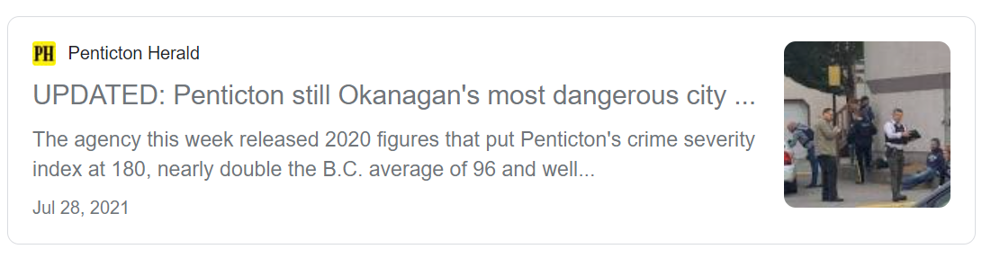 PH Penticton Herald
UPDATED: Penticton still Okanagan's most dangerous city ...
The agency this week released 2020 figures that put Penticton's crime severity
index at 180, nearly double the B.C. average of 96 and well...
Jul 28, 2021